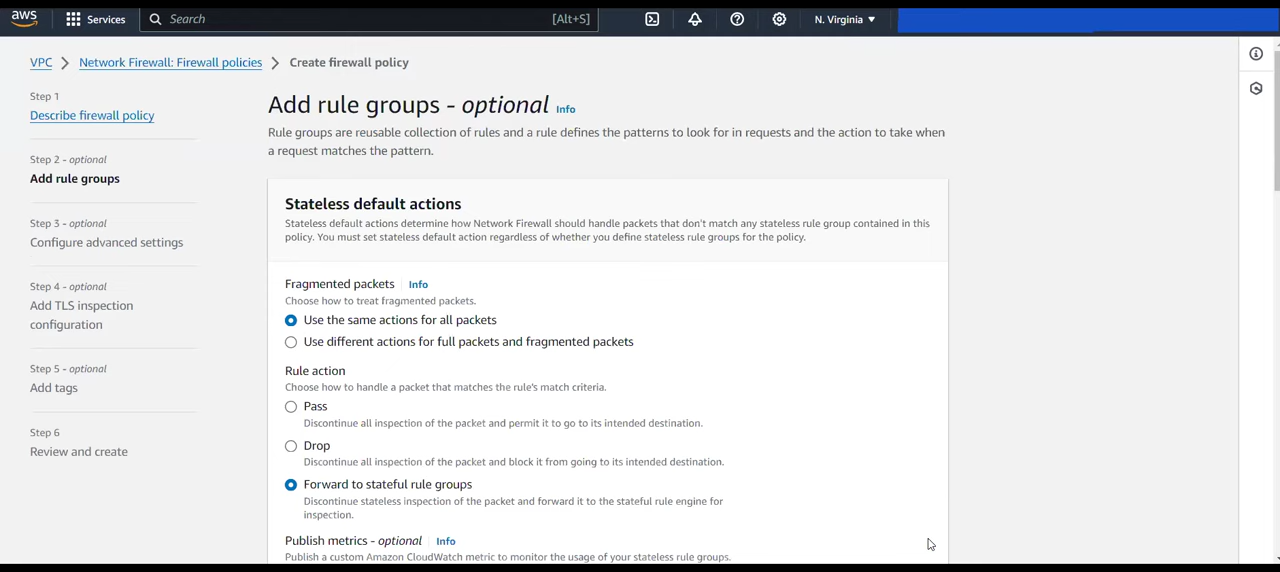 aws Services Search [Alt+S] N. Virginia
VPC Network Firewall: Firewall policies Create firewall policy
Step 1
Describe firewall policy
Step 2 - optional
Add rule groups
Step 3 - optional
Configure advanced settings
Step 4 - optional
Add TLS inspection
configuration
Step 5 - optional
Add tags
Step 6
Review and create
Add rule groups - optional Info
Rule groups are reusable collection of rules and a rule defines the patterns to look for in requests and the action to take when
a request matches the pattern.
Stateless default actions
Stateless default actions determine how Network Firewall should handle packets that don't match any stateless rule group contained in this
policy. You must set stateless default action regardless of whether you define stateless rule groups for the policy.
Fragmented packets Info
Choose how to treat fragmented packets.
Use the same actions for all packets
Use different actions for full packets and fragmented packets
Rule action
Choose how to handle a packet that matches the rule's match criteria.
Pass
Discontinue all inspection of the packet and permit it to go to its intended destination.
Drop
Discontinue all inspection of the packet and block it from going to its intended destination.
Forward to stateful rule groups
Discontinue stateless inspection of the packet and forward it to the stateful rule engine for
inspection.
Publish metrics - optional Info
Publish a custom Amazon CloudWatch metric to monitor the usage of your stateless rule groups.